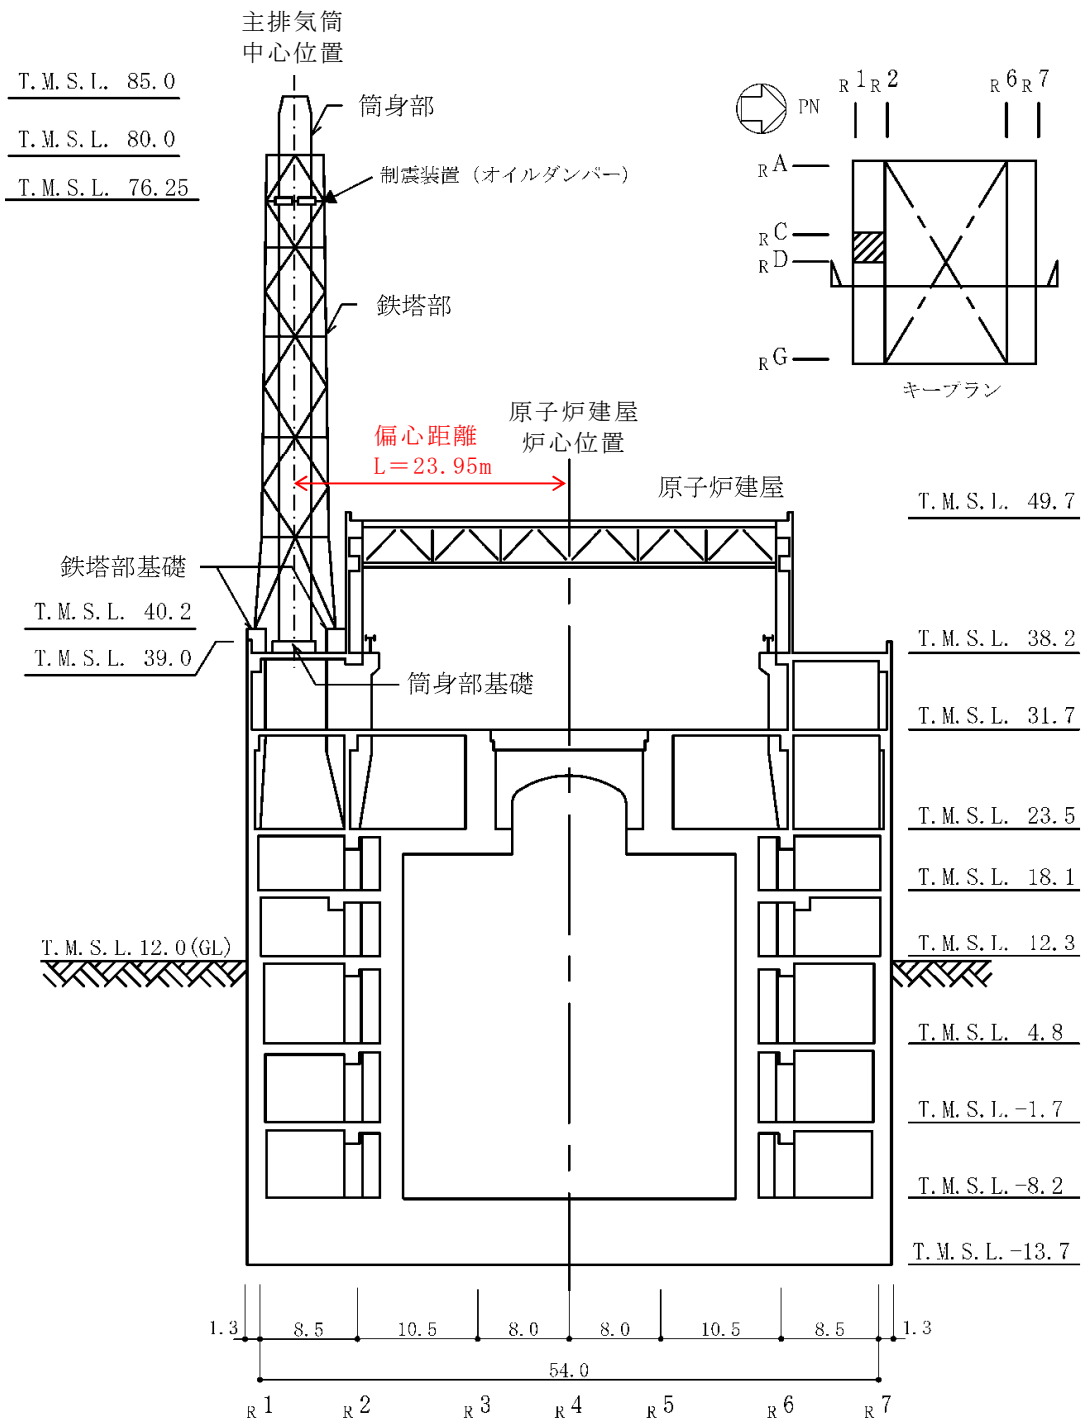 主排気筒
中心位置
T.M.S.L. 85.0
筒身部
T.M.S.L. 80.0
制震装置（オイルダンパー）
T.M.S.L. 76.25
鉄塔部
R1 R2 R6 R7
PN
RA
RC
RD
RG
キープラン
原子炉建屋
炉心位置
偏心距離
L＝23.95m
原子炉建屋
T.M.S.L. 49.7
鉄塔部基礎
T.M.S.L. 40.2
T.M.S.L. 39.0
筒身部基礎
T.M.S.L. 38.2
T.M.S.L. 31.7
T.M.S.L. 23.5
T.M.S.L. 18.1
T.M.S.L.12.0(GL)
T.M.S.L. 12.3
T.M.S.L. 4.8
T.M.S.L.-1.7
T.M.S.L.-8.2
T.M.S.L.-13.7
1.3 8.5 10.5 8.0 8.0 10.5 8.5 1.3
54.0
R1 R2 R3 R4 R5 R6 R7